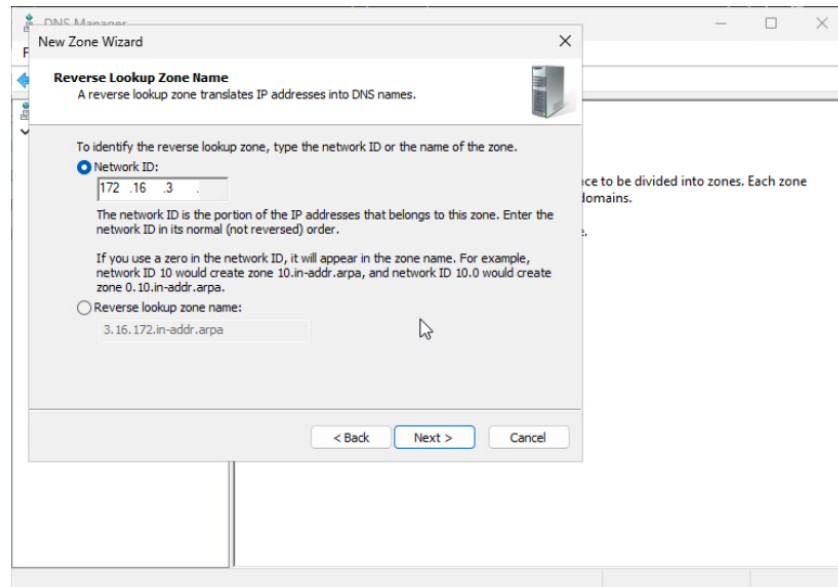 DNS Manager
New Zone Wizard
F
Reverse Lookup Zone Name
A reverse lookup zone translates IP addresses into DNS names.
To identify the reverse lookup zone, type the network ID or the name of the zone.
Network ID:
172 .16 .3 .
ce to be divided into zones. Each zone
domains.
The network ID is the portion of the IP addresses that belongs to this zone. Enter the
network ID in its normal (not reversed) order.
If you use a zero in the network ID, it will appear in the zone name. For example,
network ID 10 would create zone 10.in-addr.arpa, and network ID 10.0 would create
zone 0.10.in-addr.arpa.
Reverse lookup zone name:
3.16.172.in-addr.arpa
< Back
Next >
Cancel